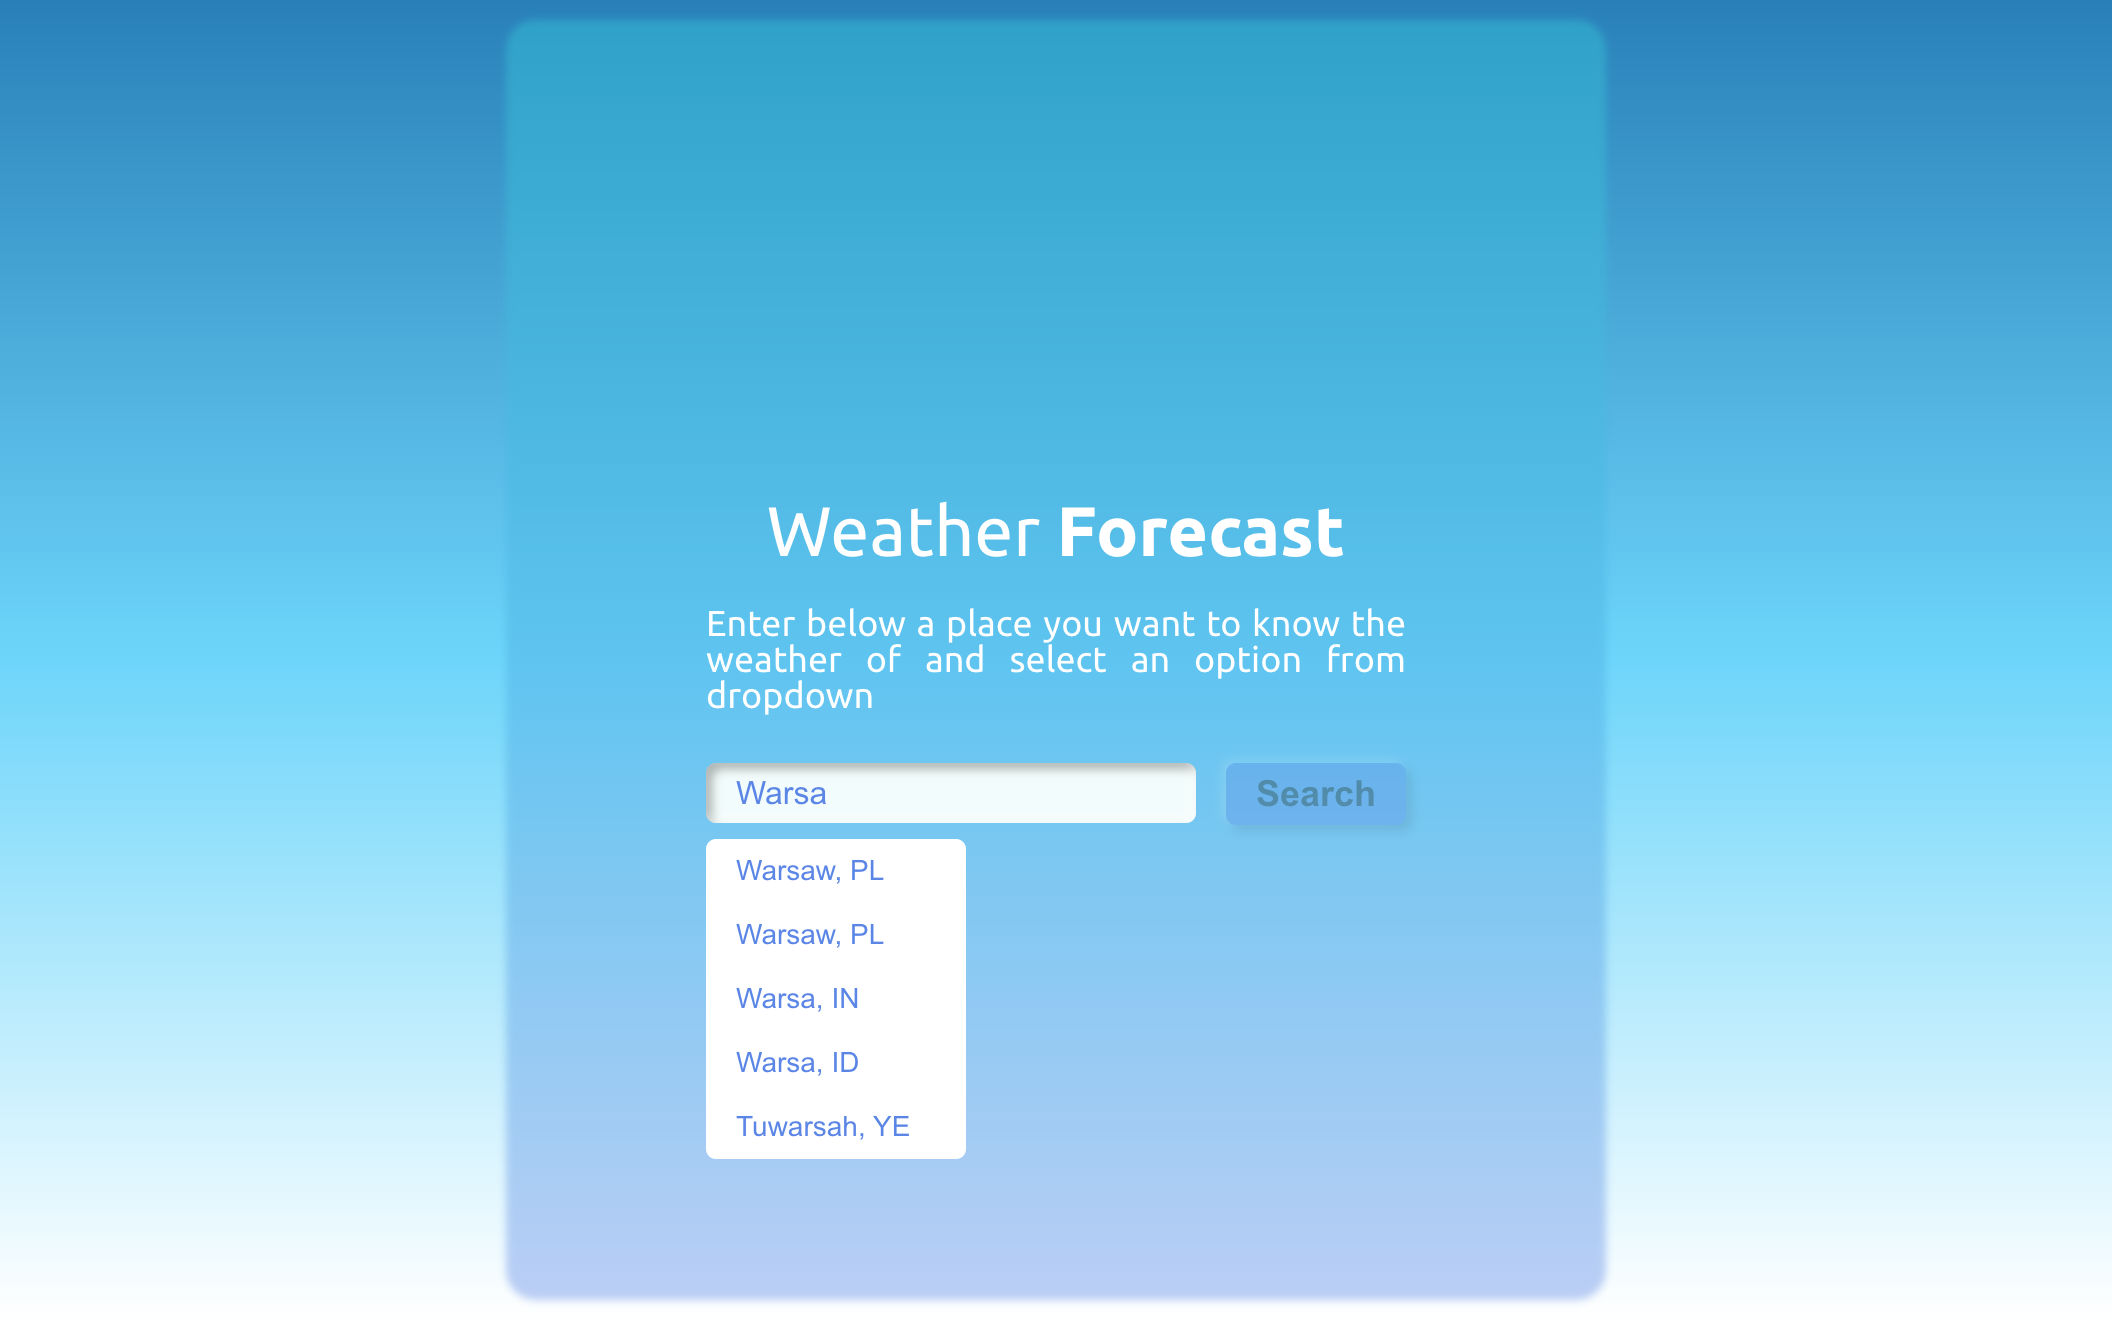 Weather Forecast
Enter below a place you want to know the
weather of and select an option from
dropdown
Warsa
Search
Warsaw, PL
Warsaw, PL
Warsa, IN
Warsa, ID
Tuwarsah, YE